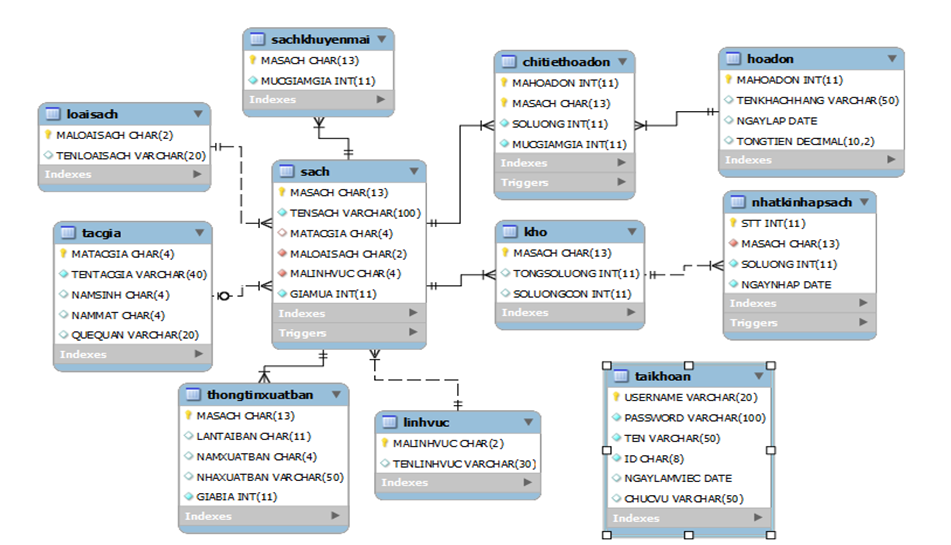 sachkhuyenmai
MASACH CHAR(13)
MUCGIAMGIA INT(11)
Indexes
chitiethoadon
MAHOADON INT(11)
MASACH CHAR(13)
SOLUONG INT(11)
MUCGIAMGIA INT(11)
Indexes
Triggers
hoadon
MAHOADON INT(11)
TENKHACHHANG VARCHAR(50)
NGAYLAP DATE
TONGTIEN DECIMAL(10,2)
Indexes
loaisach
MALOAISACH CHAR(2)
TENLOAISACH VARCHAR(20)
Indexes
sach
MASACH CHAR(13)
TENSACH VARCHAR(100)
MATACGIA CHAR(4)
MALOAISACH CHAR(2)
MALINHVUC CHAR(4)
GIAMUA INT(11)
Indexes
Triggers
nhatkinhapsach
STT INT(11)
MASACH CHAR(13)
SOLUONG INT(11)
NGAYNHAP DATE
Indexes
Triggers
tacgia
MATACGIA CHAR(4)
TENTACGIA VARCHAR(40)
NAMSINH CHAR(4)
NAMMAT CHAR(4)
QUEQUAN VARCHAR(20)
Indexes
kho
MASACH CHAR(13)
TONGSOLUONG INT(11)
SOLUONGCON INT(11)
Indexes
thongtinxuatban
MASACH CHAR(13)
LANTAIBAN CHAR(11)
NAMXUATBAN CHAR(4)
NHAXUATBAN VARCHAR(50)
GIABIA INT(11)
Indexes
linhvuc
MALINHVUC CHAR(2)
TENLINHVUC VARCHAR(30)
Indexes
taikhoan
USERNAME VARCHAR(20)
PASSWORD VARCHAR(100)
TEN VARCHAR(50)
ID CHAR(8)
NGAYLAMVIEC DATE
CHUCVU VARCHAR(50)
Indexes